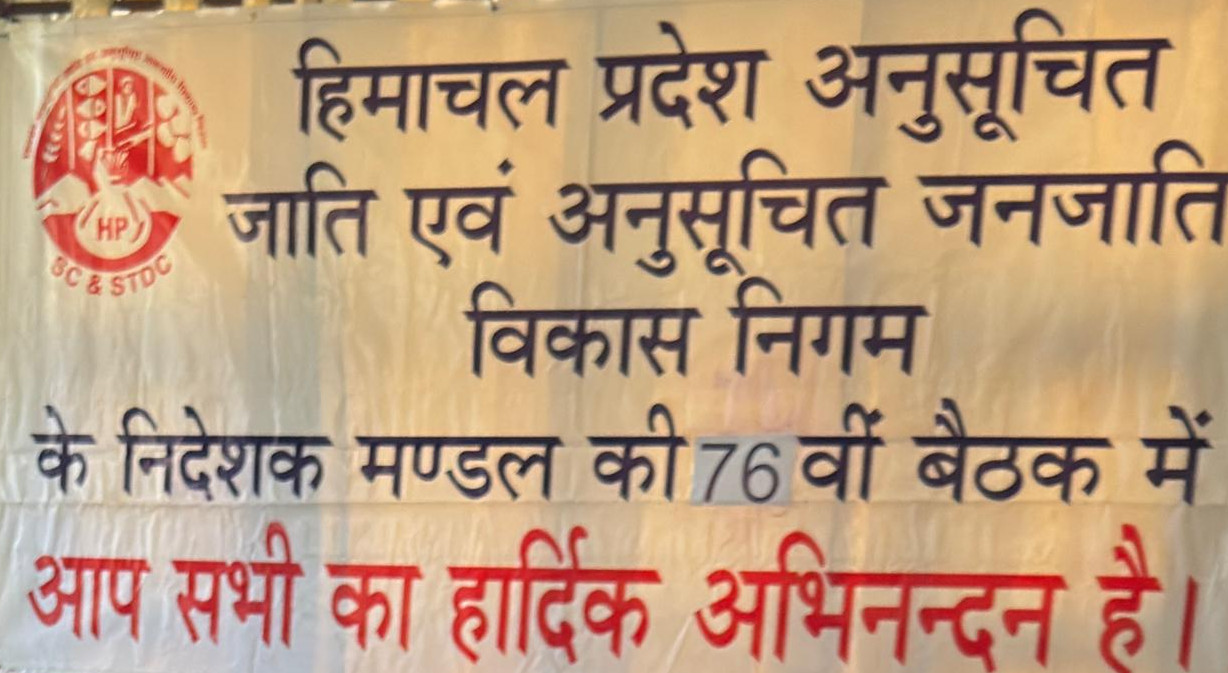 हिमाचल प्रदेश अनुसूचित
जाति एवं अनुसूचित जनजाति
विकास निगम
के निदेशक मण्डल की 76 वीं बैठक में
आप सभी का हार्दिक अभिनन्दन है।
HP
SC & STDC